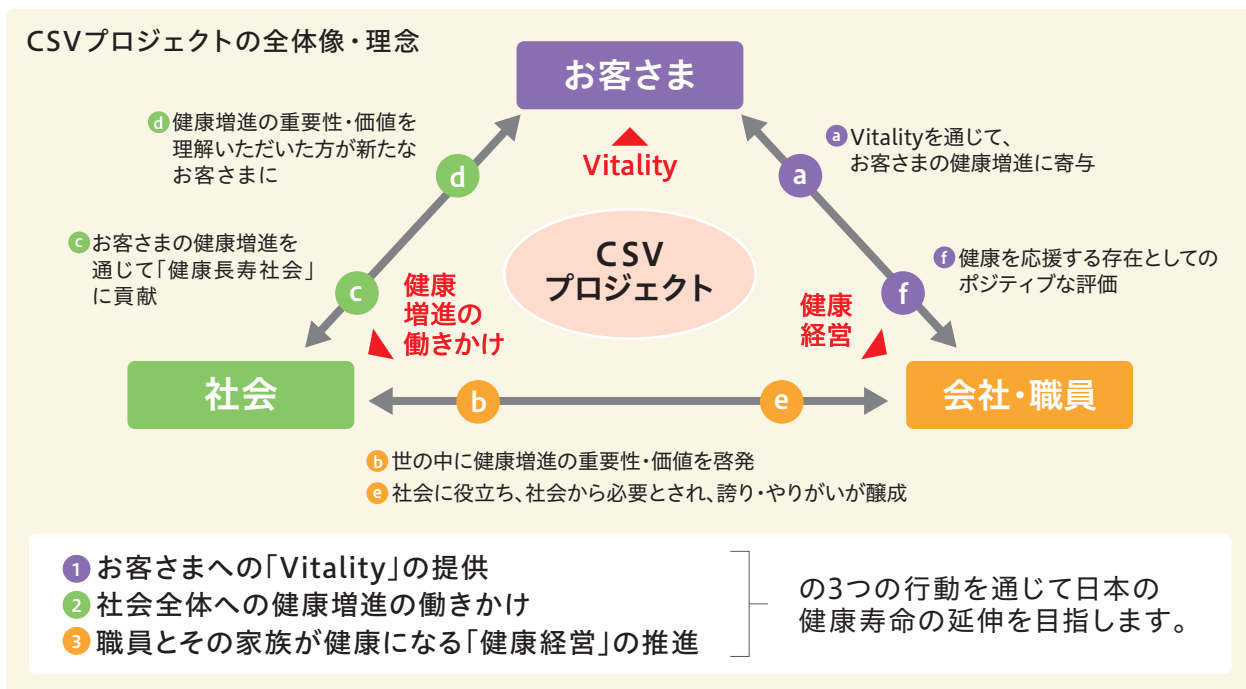 CSVプロジェクトの全体像・理念
お客さま
d 健康増進の重要性・価値を
理解いただいた方が新たな
お客さまに
d
Vitality
a
a Vitalityを通じて、
お客さまの健康増進に寄与
c お客さまの健康増進を
通じて「健康長寿社会」
に貢献
c
健康
増進の
働きかけ
CSV
プロジェクト
健康
経営
f
f 健康を応援する存在としての
ポジティブな評価
社会
b
e
会社・職員
b 世の中に健康増進の重要性・価値を啓発
e 社会に役立ち、社会から必要とされ、誇り・やりがいが醸成
1 お客さまへの「Vitality」の提供
2 社会全体への健康増進の働きかけ
3 職員とその家族が健康になる「健康経営」の推進
の3つの行動を通じて日本の
健康寿命の延伸を目指します。